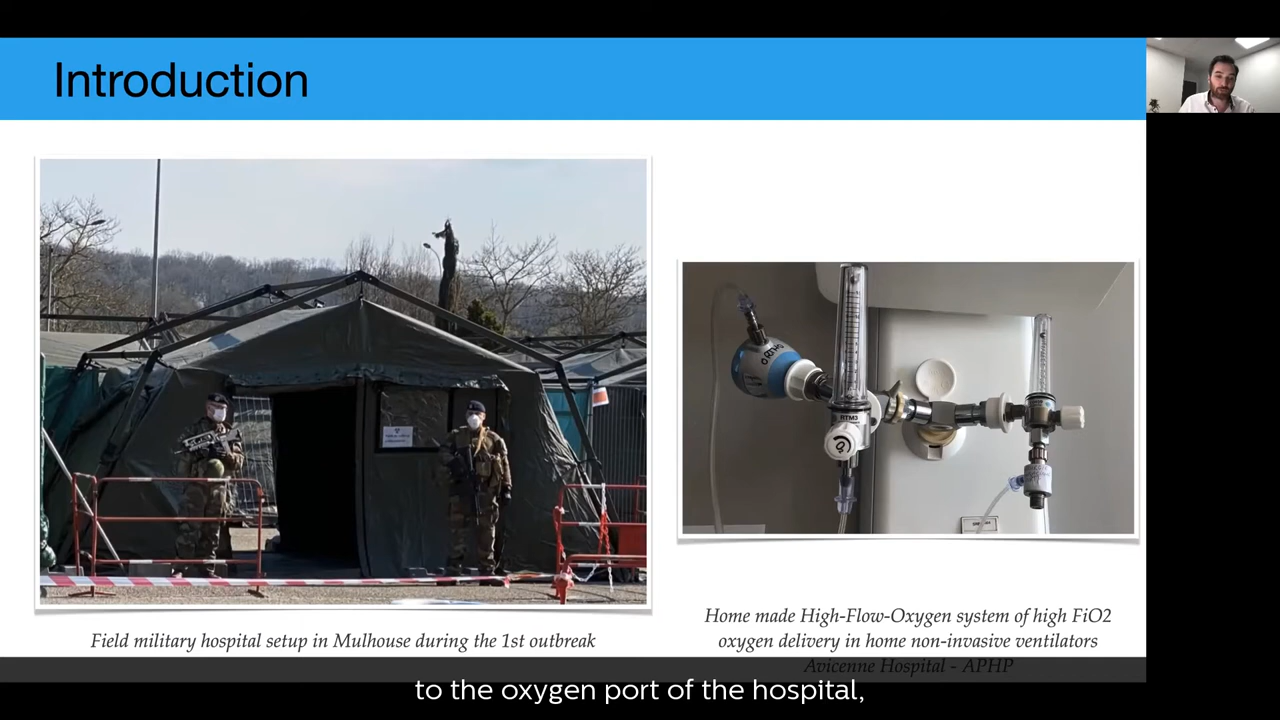 Introduction
RTM3
Field military hospital setup in Mulhouse during the 1st outbreak
Home made High-Flow-Oxygen system of high FiO2
oxygen delivery in home non-invasive ventilators
Avicenne Hospital - APHP
to the oxygen port of the hospital,